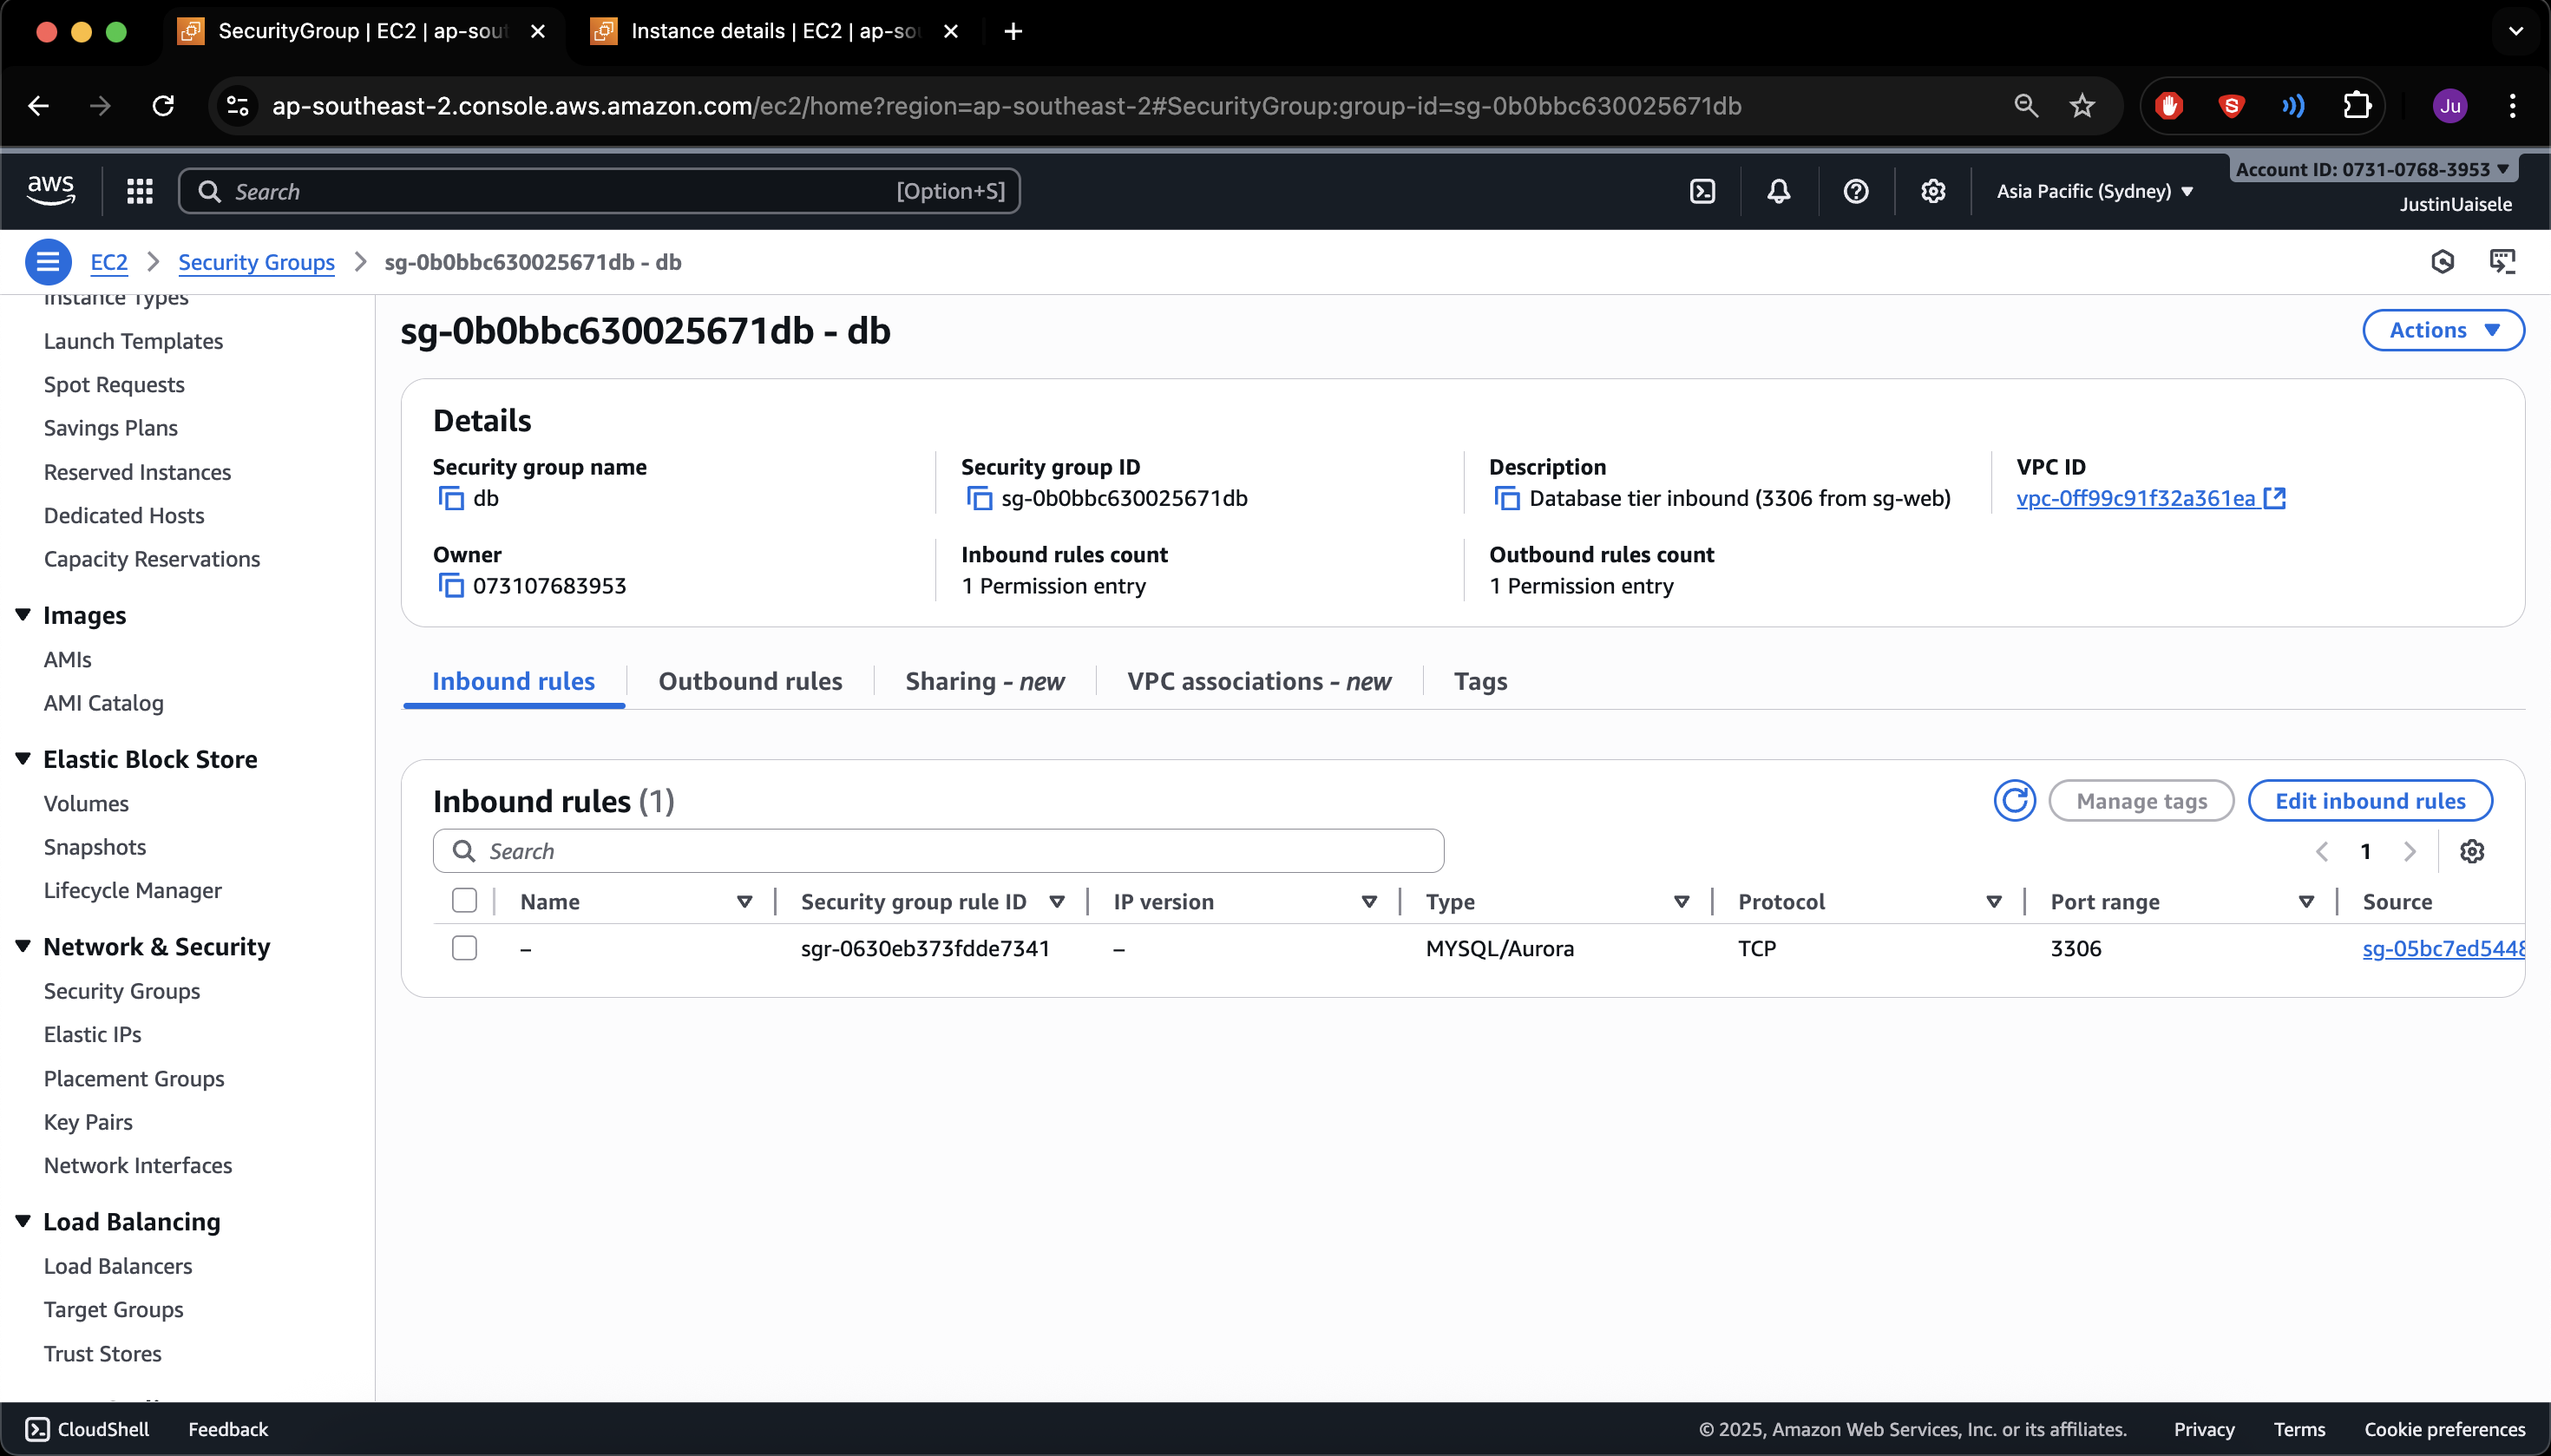 SecurityGroup | EC2 | ap-sout
Instance details | EC2 | ap-so
ap-southeast-2.console.aws.amazon.com/ec2/home?region=ap-southeast-2#SecurityGroup:group-id=sg-0b0bbc630025671db
Ju
aws
Search
[Option+S]
Asia Pacific (Sydney)
Account ID: 0731-0768-3953
JustinUaisele
EC2
Security Groups
sg-0b0bbc630025671db - db
Instance Types
Launch Templates
Spot Requests
Savings Plans
Reserved Instances
Dedicated Hosts
Capacity Reservations
Images
AMIs
AMI Catalog
Elastic Block Store
Volumes
Snapshots
Lifecycle Manager
Network & Security
Security Groups
Elastic IPs
Placement Groups
Key Pairs
Network Interfaces
Load Balancing
Load Balancers
Target Groups
Trust Stores
sg-0b0bbc630025671db - db
Actions
Details
Security group name
db
Security group ID
sg-0b0bbc630025671db
Description
Database tier inbound (3306 from sg-web)
VPC ID
vpc-0ff99c91f32a361ea
Owner
073107683953
Inbound rules count
1 Permission entry
Outbound rules count
1 Permission entry
Inbound rules
Outbound rules
Sharing - new
VPC associations - new
Tags
Inbound rules (1)
Manage tags
Edit inbound rules
Search
1
Name
Security group rule ID
IP version
Type
Protocol
Port range
Source
–
sgr-0630eb373fdde7341
–
MYSQL/Aurora
TCP
3306
sg-05bc7ed5448
CloudShell
Feedback
© 2025, Amazon Web Services, Inc. or its affiliates.
Privacy
Terms
Cookie preferences